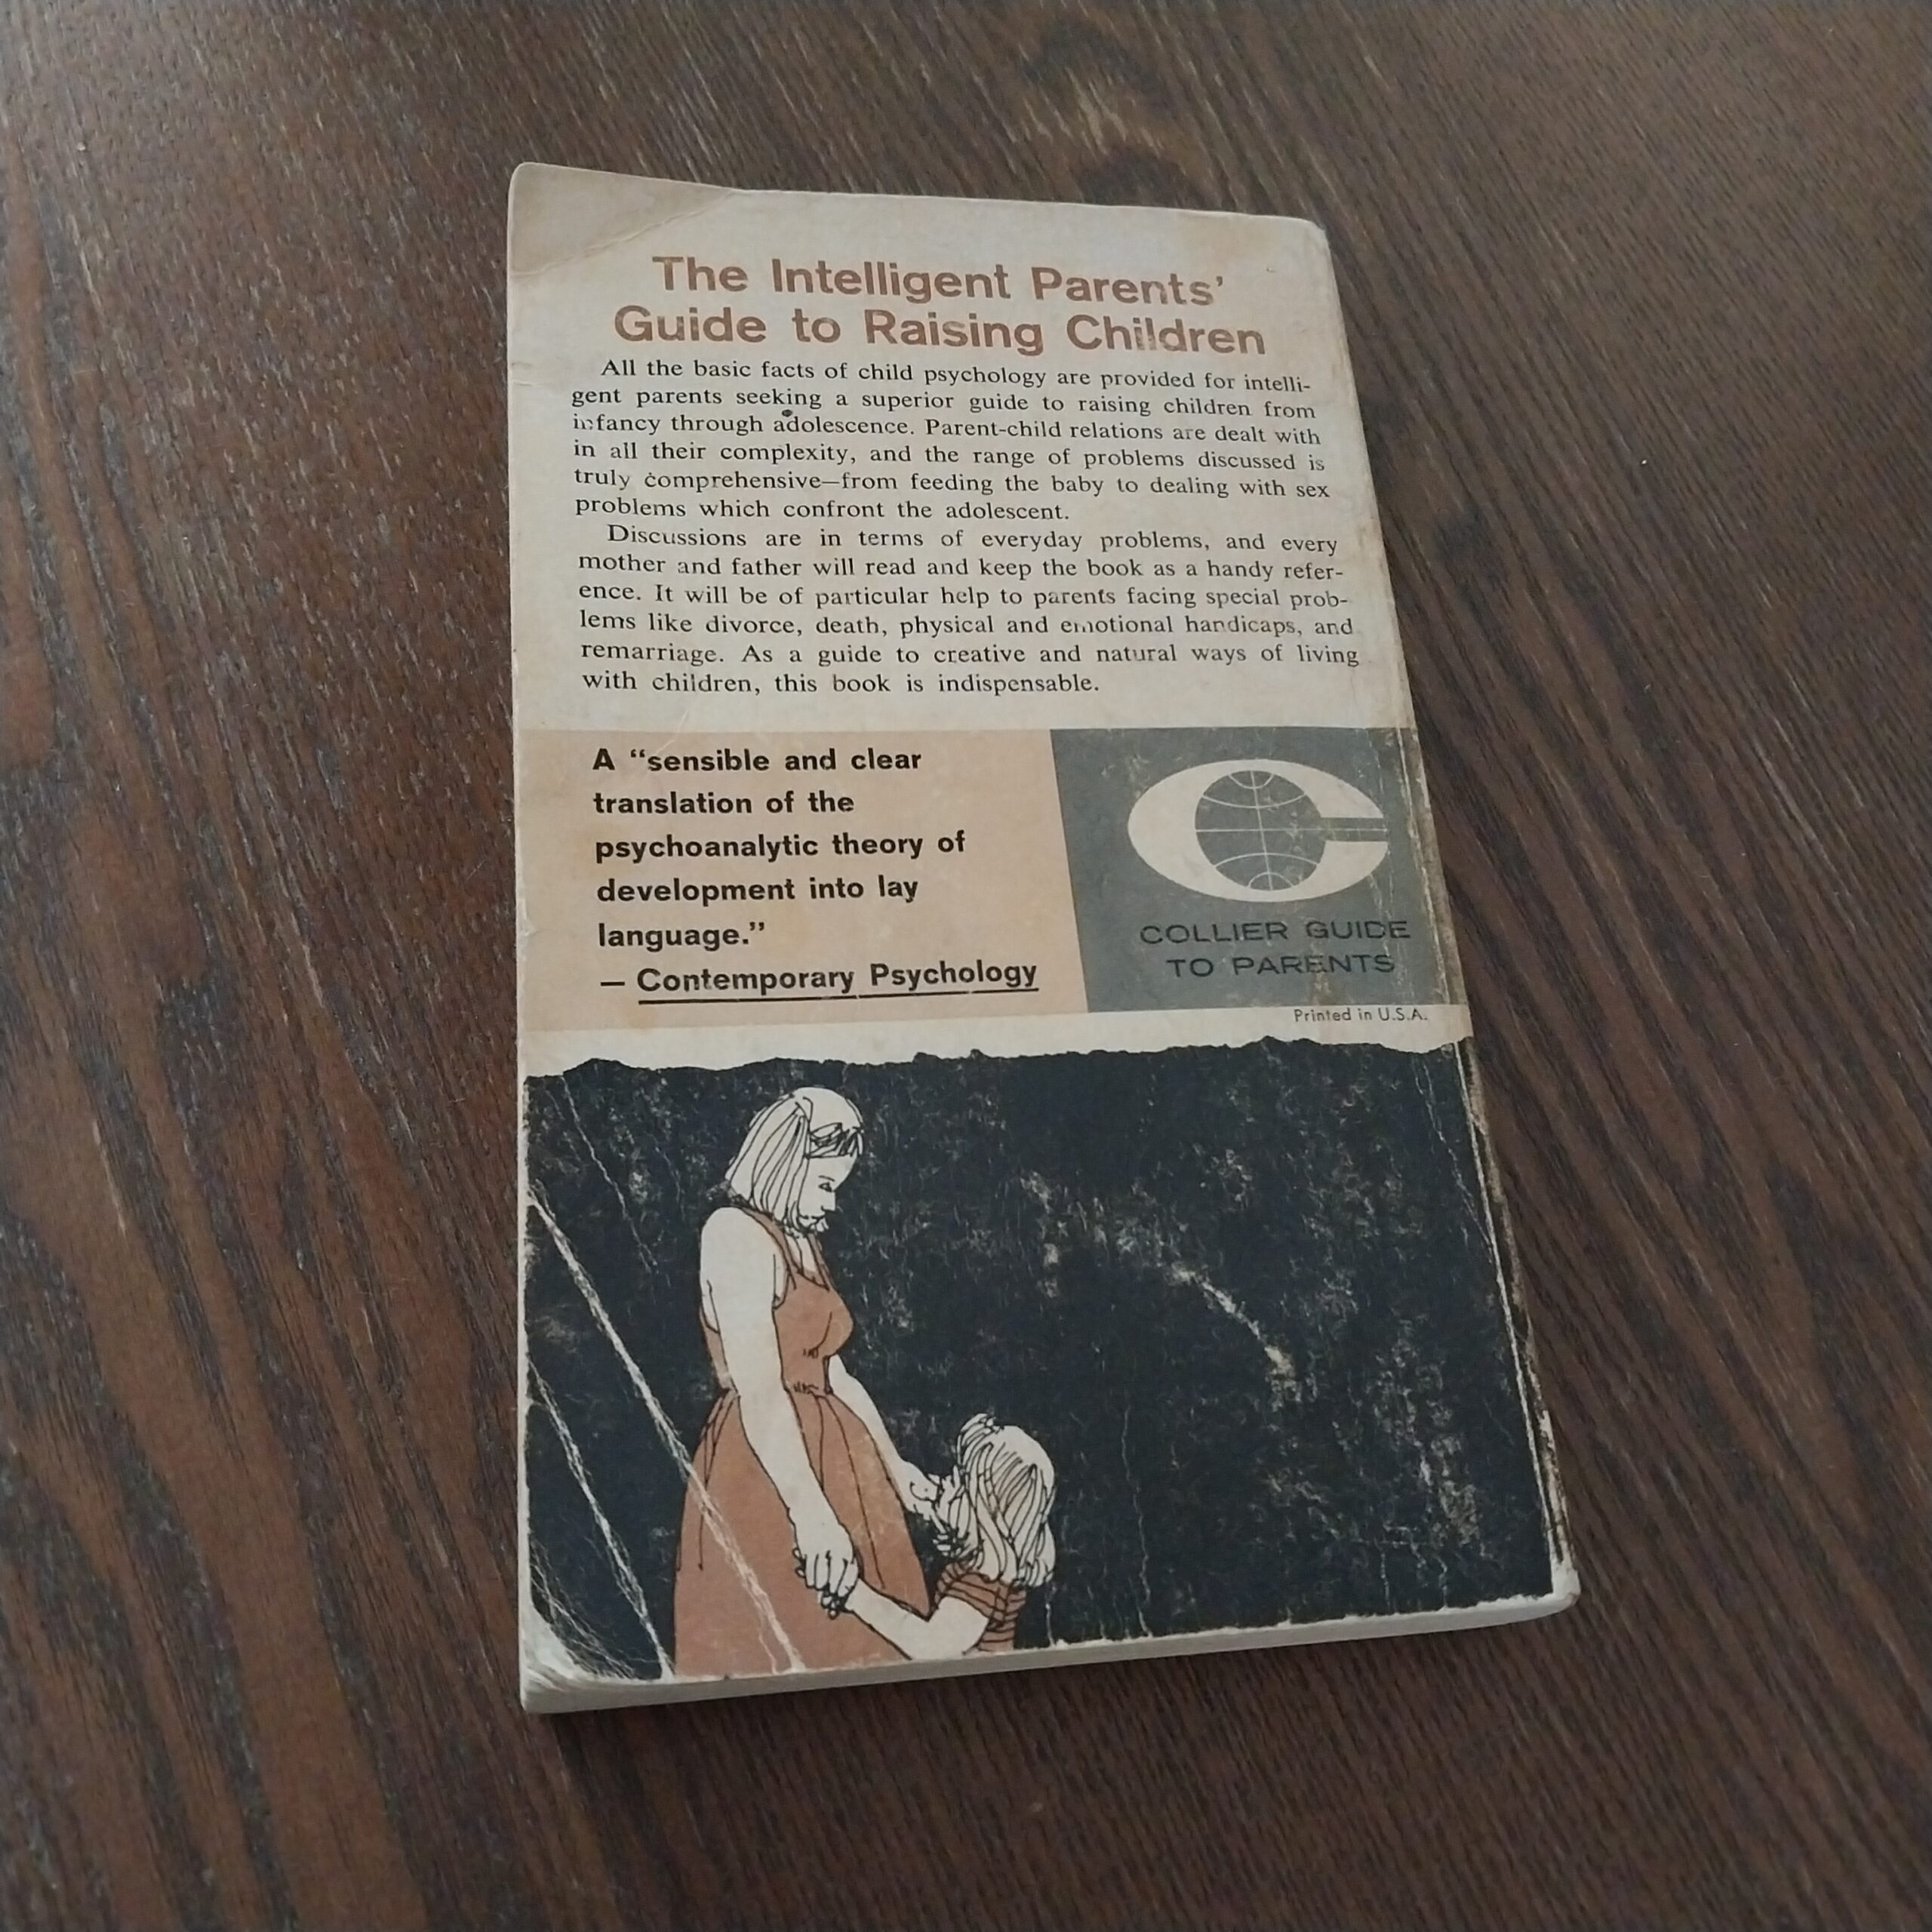 The Intelligent Parents’
Guide to Raising Children
All the basic facts of child psychology are provided for intelli-
gent parents seeking a superior guide to raising children from
infancy through adolescence. Parent-child relations are dealt with
in all their complexity, and the range of problems discussed is
truly comprehensive—from feeding the baby to dealing with sex
problems which confront the adolescent.
Discussions are in terms of everyday problems, and every
mother and father will read and keep the book as a handy refer-
ence. It will be of particular help to parents facing special prob-
lems like divorce, death, physical and emotional handicaps, and
remarriage. As a guide to creative and natural ways of living
with children, this book is indispensable.
A “sensible and clear
translation of the
psychoanalytic theory of
development into lay
language.”
— Contemporary Psychology
COLLIER GUIDE
TO PARENTS
Printed in U.S.A.